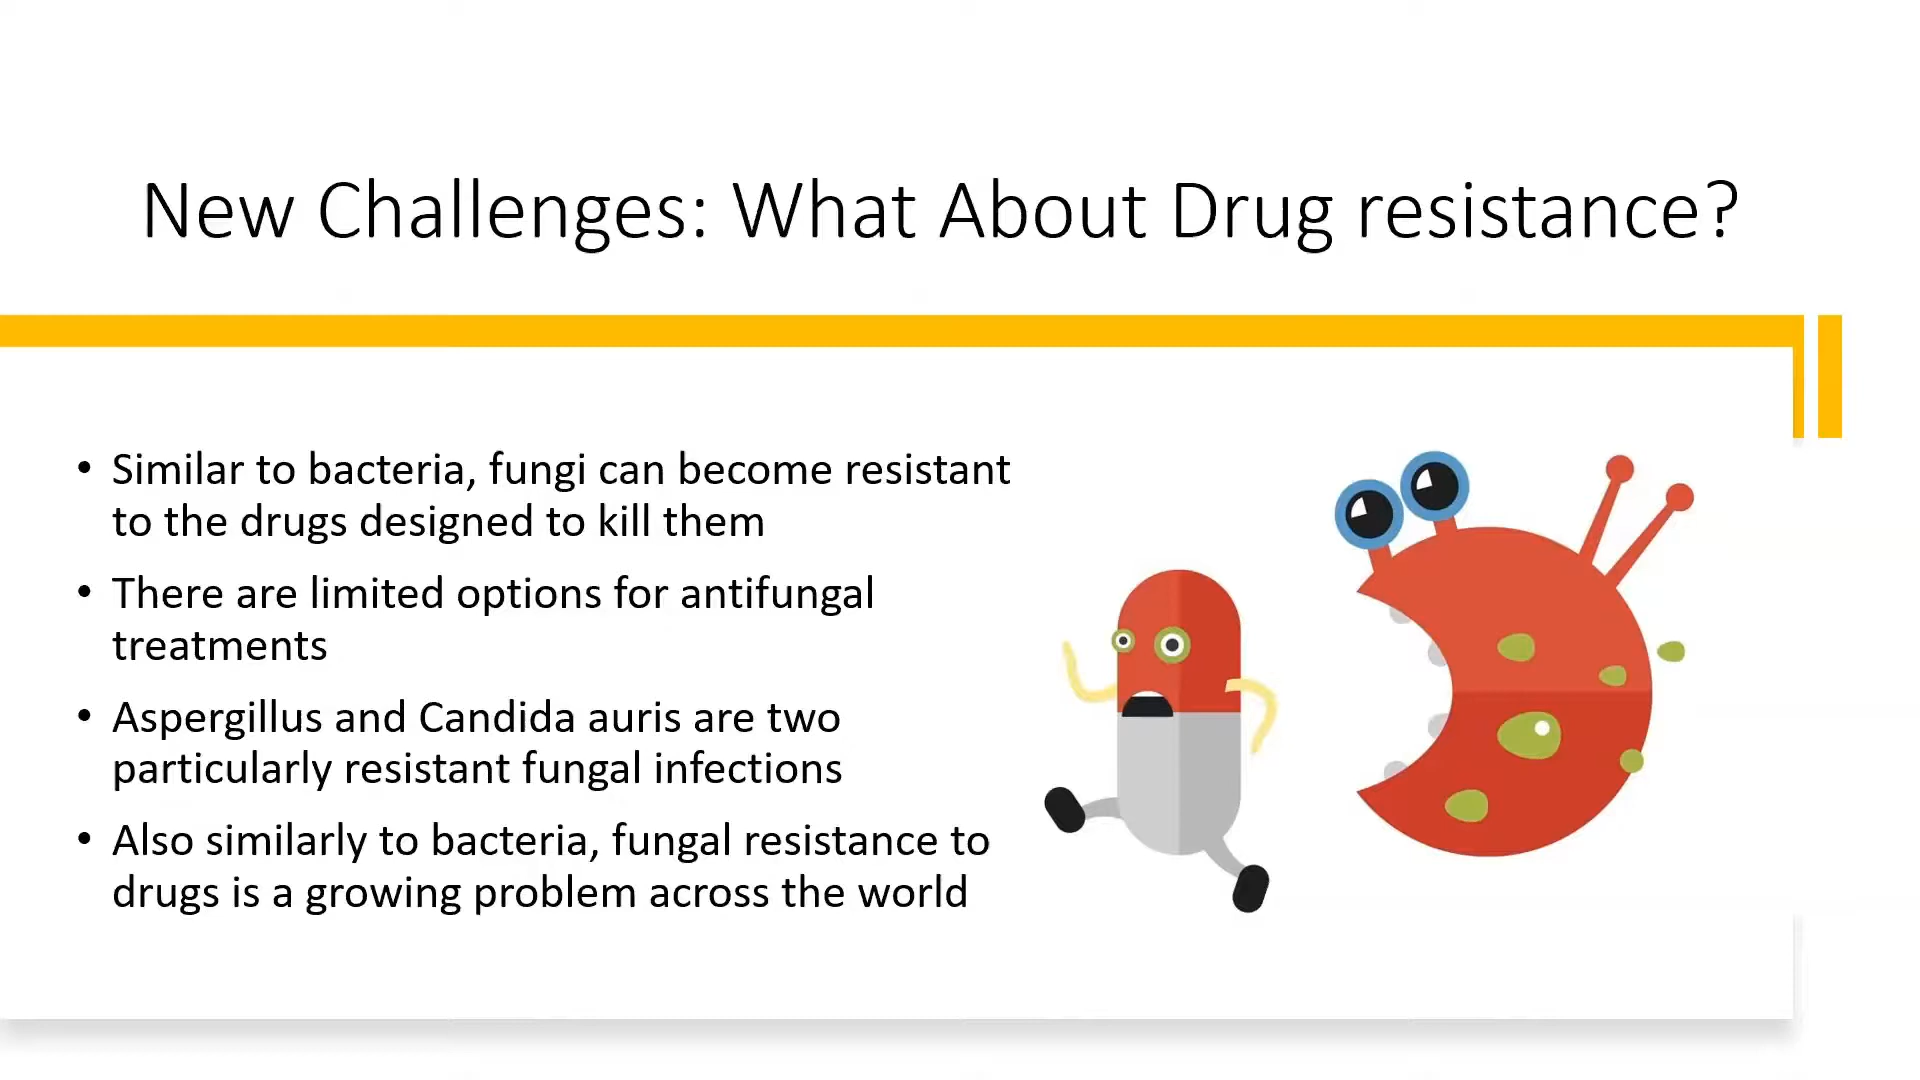 New Challenges: What About Drug resistance?
• Similar to bacteria, fungi can become resistant
to the drugs designed to kill them
• There are limited options for antifungal
treatments
• Aspergillus and Candida auris are two
particularly resistant fungal infections
• Also similarly to bacteria, fungal resistance to
drugs is a growing problem across the world